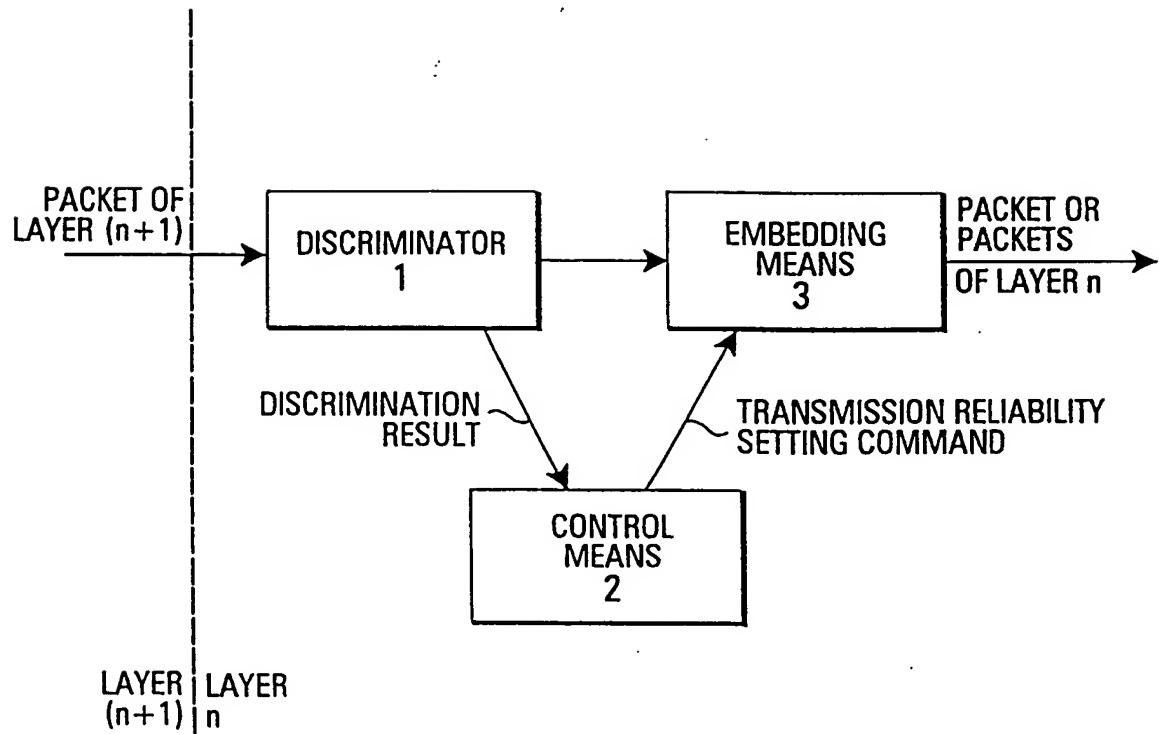 PACKET OF
LAYER (n+1)
DISCRIMINATOR
1
EMBEDDING
MEANS
3
PACKET OR
PACKETS
OF LAYER n
DISCRIMINATION
RESULT
TRANSMISSION RELIABILITY
SETTING COMMAND
CONTROL
MEANS
2
LAYER
(n+1)
LAYER
n